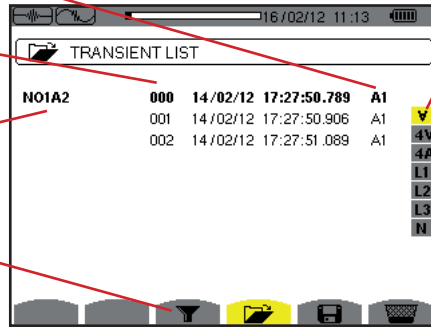 16/02/12 11:13
TRANSIENT LIST
NO1A2 000 14/02/12 17:27:50.789 A1
001 14/02/12 17:27:50.906 A1
002 14/02/12 17:27:51.089 A1
∀
4V
4A
L1
L2
L3
N